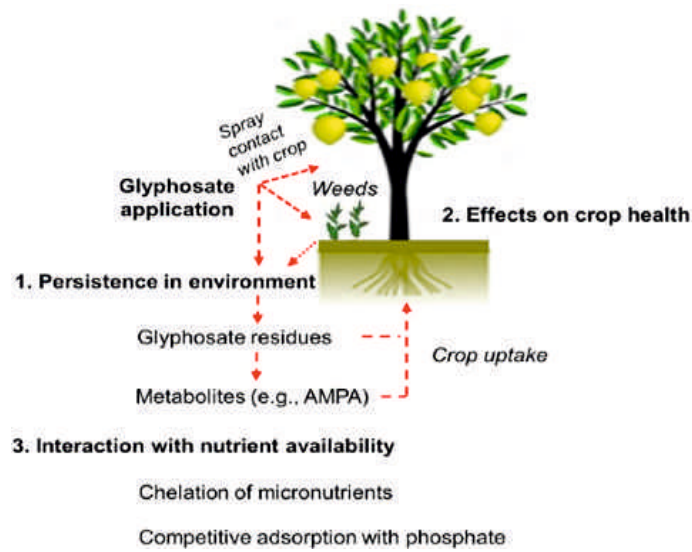 Spray
contact
with crop
Glyphosate
application
Weeds
2. Effects on crop health
1. Persistence in environment
Glyphosate residues
Crop uptake
Metabolites (e.g., AMPA)
3. Interaction with nutrient availability
Chelation of micronutrients
Competitive adsorption with phosphate